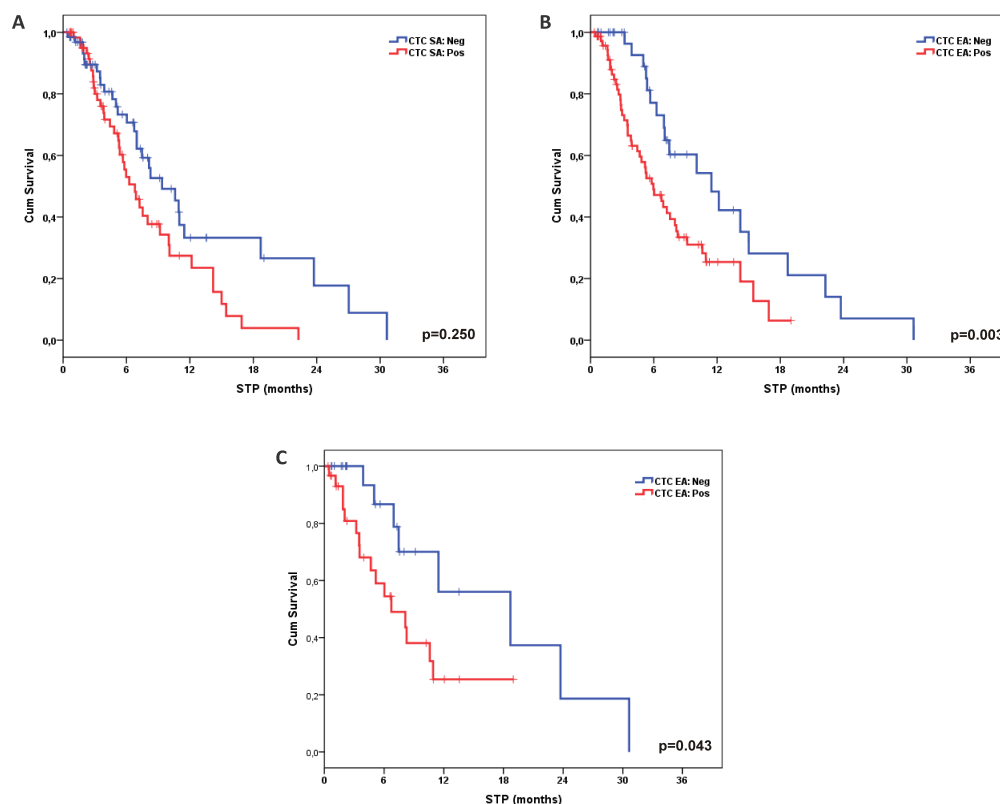 A
CTC SA: Neg
CTC SA: Pos
Cum Survival
1,0
0,8
0,6
0,4
0,2
0,0
p=0.250
0 6 12 18 24 30 36
STP (months)
B
CTC EA: Neg
CTC EA: Pos
Cum Survival
1,0
0,8
0,6
0,4
0,2
0,0
p=0.003
0 6 12 18 24 30 36
STP (months)
C
CTC EA: Neg
CTC EA: Pos
Cum Survival
1,0
0,8
0,6
0,4
0,2
0,0
p=0.043
0 6 12 18 24 30 36
STP (months)